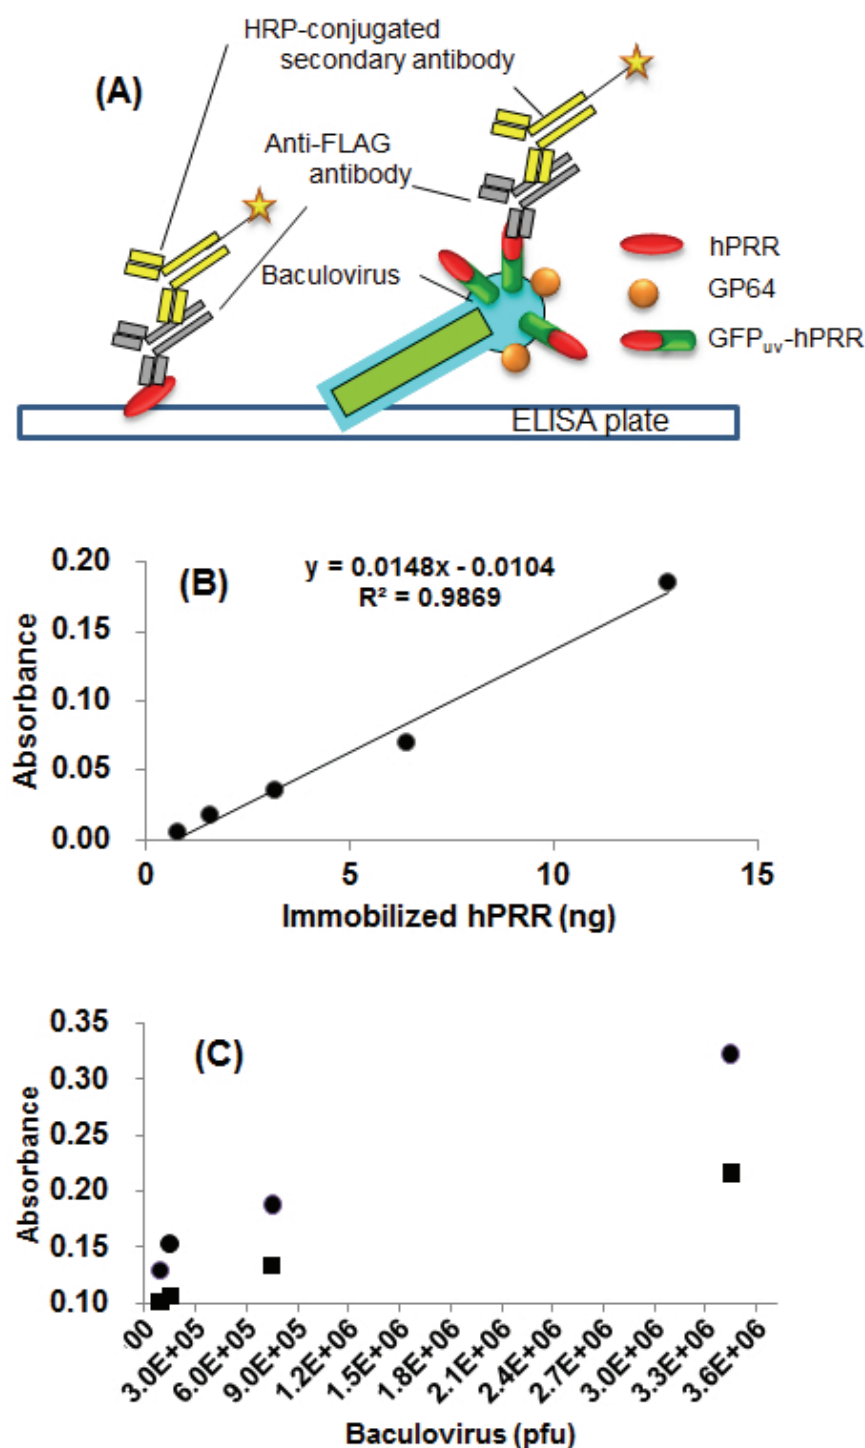 HRP-conjugated
secondary antibody
(A)
Anti-FLAG
antibody
Baculovirus
hPRR
GP64
GFPuv-hPRR
ELISA plate
(B)
y = 0.0148x - 0.0104
R² = 0.9869
0.20
0.15
0.10
0.05
0.00
Absorbance
0 5 10 15
Immobilized hPRR (ng)
(C)
0.35
0.30
0.25
0.20
0.15
0.10
Absorbance
00 3.0E+05 6.0E+05 9.0E+05 1.2E+06 1.5E+06 1.8E+06 2.1E+06 2.4E+06 2.7E+06 3.0E+06 3.3E+06 3.6E+06
Baculovirus (pfu)